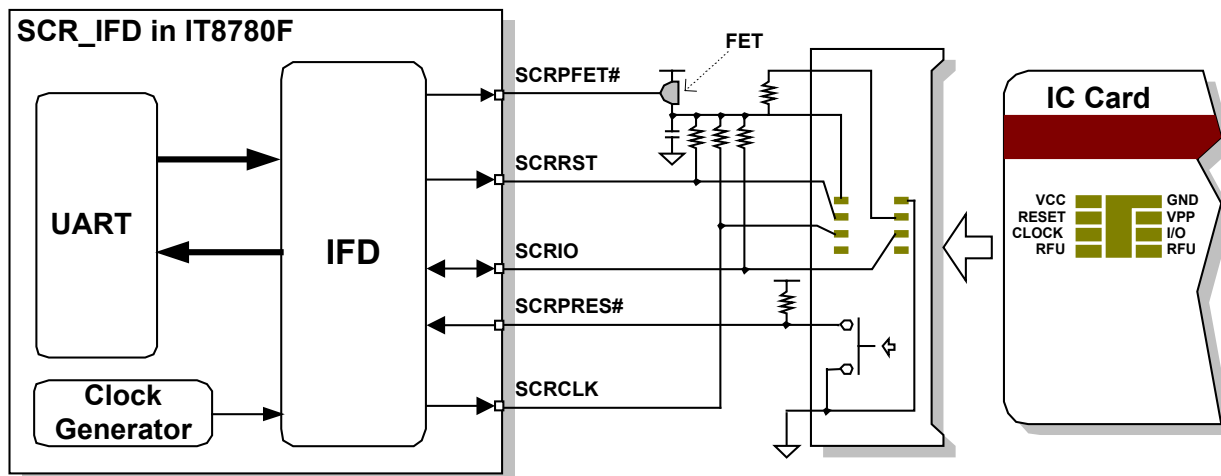 SCR_IFD in IT8780F
UART
IFD
Clock
Generator
SCRPFET#
SCRRST
SCRIO
SCRPRES#
SCRCLK
FET
IC Card
VCC
RESET
CLOCK
RFU
GND
VPP
I/O
RFU